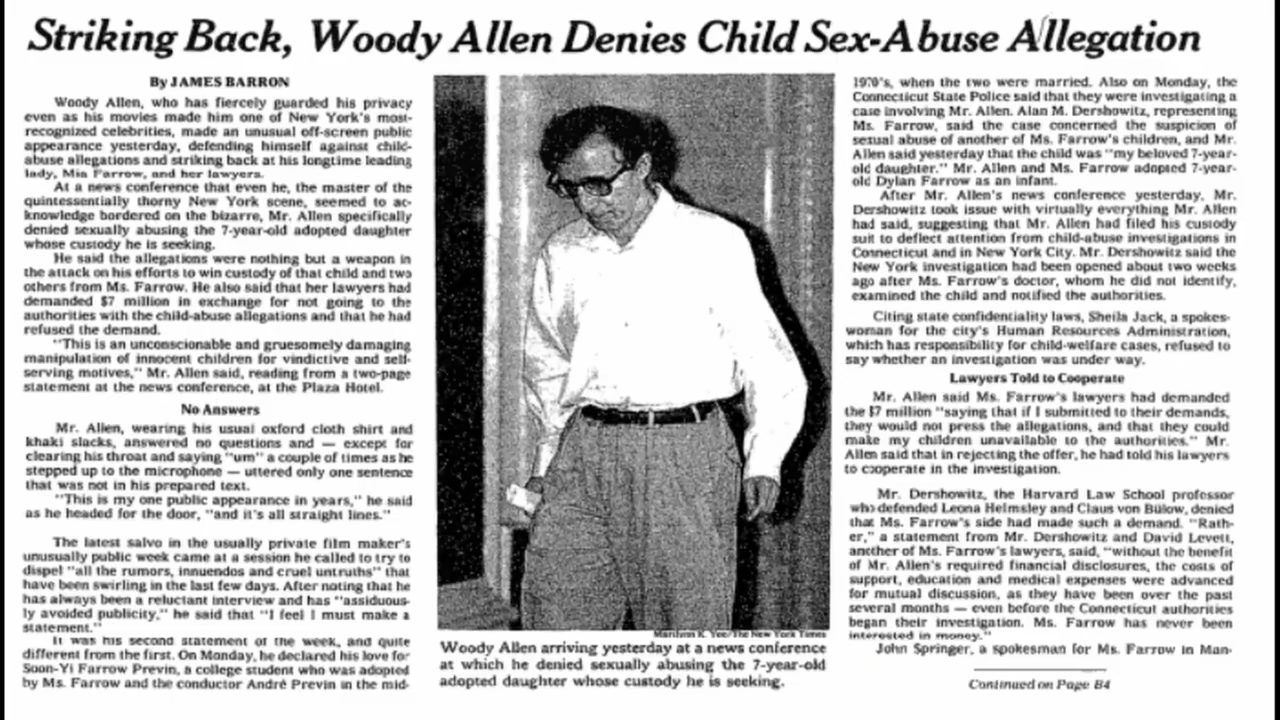 Striking Back, Woody Allen Denies Child Sex-Abuse Allegation
By JAMES BARRON
Woody Allen, who has fiercely guarded his privacy
even as his movies made him one of New York's most-
recognized celebrities, made an unusual off-screen public
appearance yesterday, defending himself against child-
abuse allegations and striking back at his longtime leading
lady, Mia Farrow, and her lawyers.
At a news conference that even he, the master of the
quintessentially thorny New York scene, seemed to ac-
knowledge bordered on the bizarre, Mr. Allen specifically
denied sexually abusing the 7-year-old adopted daughter
whose custody he is seeking.
He said the allegations were nothing but a weapon in
the attack on his efforts to win custody of that child and two
others from Ms. Farrow. He also said that her lawyers had
demanded $7 million in exchange for not going to the
authorities with the child-abuse allegations and that he had
refused the demand.
"This is an unconscionable and gruesomely damaging
manipulation of innocent children for vindictive and self-
serving motives," Mr. Allen said, reading from a two-page
statement at the news conference, at the Plaza Hotel.
No Answers
Mr. Allen, wearing his usual oxford cloth shirt and
khaki slacks, answered no questions and — except for
clearing his throat and saying "um" a couple of times as he
stepped up to the microphone — uttered only one sentence
that was not in his prepared text.
"This is my one public appearance in years," he said
as he headed for the door, "and it's all straight lines."
The latest salvo in the usually private film maker's
unusually public week came at a session he called to try to
dispel "all the rumors, innuendos and cruel untruths" that
have been swirling in the last few days. After noting that he
has always been a reluctant interview and has "assiduous-
ly avoided publicity," he said that "I feel I must make a
statement."
It was his second statement of the week, and quite
different from the first. On Monday, he declared his love for
Soon-Yi Farrow Previn, a college student who was adopted
by Ms. Farrow and the conductor André Previn in the mid-
Marilynn K. Yee/The New York Times
Woody Allen arriving yesterday at a news conference
at which he denied sexually abusing the 7-year-old
adopted daughter whose custody he is seeking.
1970's, when the two were married. Also on Monday, the
Connecticut State Police said that they were investigating a
case involving Mr. Allen. Alan M. Dershowitz, representing
Ms. Farrow, said the case concerned the suspicion of
sexual abuse of another of Ms. Farrow's children, and Mr.
Allen said yesterday that the child was "my beloved 7-year-
old daughter." Mr. Allen and Ms. Farrow adopted 7-year-
old Dylan Farrow as an infant.
After Mr. Allen's news conference yesterday, Mr.
Dershowitz took issue with virtually everything Mr. Allen
had said, suggesting that Mr. Allen had filed his custody
suit to deflect attention from child-abuse investigations in
Connecticut and in New York City. Mr. Dershowitz said the
New York investigation had been opened about two weeks
ago after Ms. Farrow's doctor, whom he did not identify,
examined the child and notified the authorities.
Citing state confidentiality laws, Sheila Jack, a spokes-
woman for the city's Human Resources Administration,
which has responsibility for child-welfare cases, refused to
say whether an investigation was under way.
Lawyers Told to Cooperate
Mr. Allen said Ms. Farrow's lawyers had demanded
the $7 million "saying that if I submitted to their demands,
they would not press the allegations, and that they could
make my children unavailable to the authorities." Mr.
Allen said that in rejecting the offer, he had told his lawyers
to cooperate in the investigation.
Mr. Dershowitz, the Harvard Law School professor
who defended Leona Helmsley and Claus von Bülow, denied
that Ms. Farrow's side had made such a demand. "Rath-
er," a statement from Mr. Dershowitz and David Levett,
another of Ms. Farrow's lawyers, said, "without the benefit
of Mr. Allen's required financial disclosures, the costs of
support, education and medical expenses were advanced
for mutual discussion, as they have been over the past
several months — even before the Connecticut authorities
began their investigation. Ms. Farrow has never been
interested in money."
John Springer, a spokesman for Ms. Farrow in Man-
Continued on Page B4